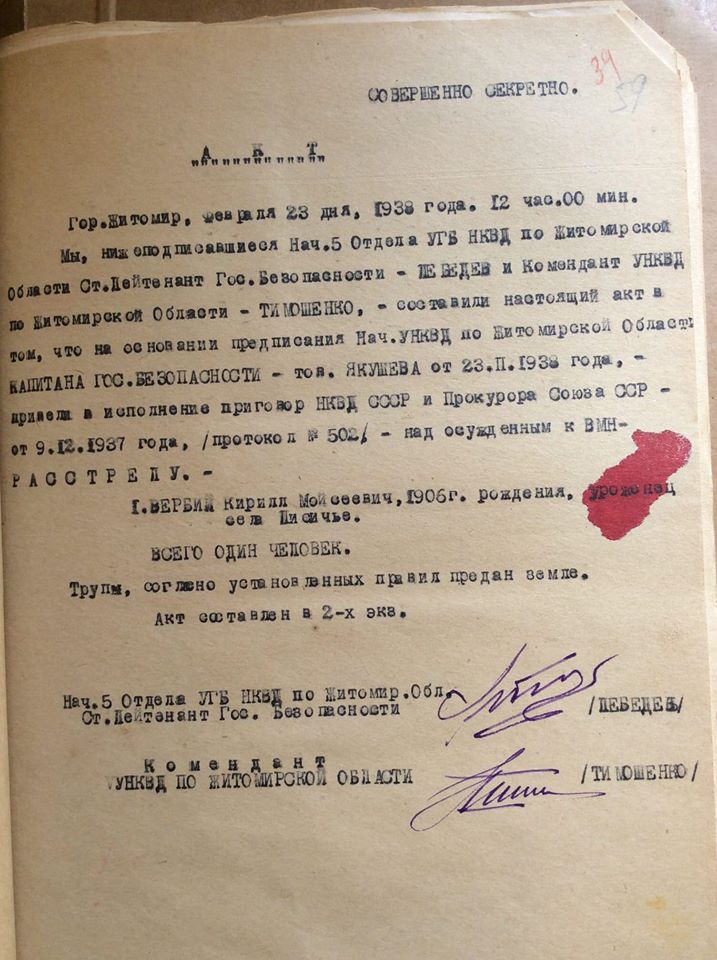 39
59
СОВЕРШЕННО СЕКРЕТНО.
А К Т
Гор.Житомир, февраля 23 дня, 1938 года. 12 час.00 мин.
Мы, нижеподписавшиеся Нач.5 Отдела УГБ НКВД по Житомирской
Области Ст.Лейтенант Гос.Безопасности - ЛЕБЕДЕВ и Комендант УНКВД
по Житомирской Области - ТИМОШЕНКО, - составили настоящий акт в
том, что на основании предписания Нач.УНКВД по Житомирской Области
КАПИТАНА ГОС.БЕЗОПАСНОСТИ - тов. ЯКУШЕВА от 23.П.1938 года, -
привели в исполнение приговор НКВД СССР и Прокурора Союза ССР -
от 9.12.1937 года, /протокол № 502/ - над осужденным к ВМН-
Р А С С Т Р Е Л У. -
1.ВЕРБИЙ Кирилл Мойсеевич,1906г. рождения, уроженец
села Лисичье.
ВСЕГО ОДИН ЧЕЛОВЕК.
Трупы, согласно установленных правил предан земле.
Акт составлен в 2-х экз.
Нач.5 Отдела УГБ НКВД по Житомир.Обл.
Ст.Лейтенант Гос. Безопасности
/ЛЕБЕДЕВ/
К о м е н д а н т
УНКВД ПО ЖИТОМИРСКОЙ ОБЛАСТИ
/ТИМОШЕНКО/